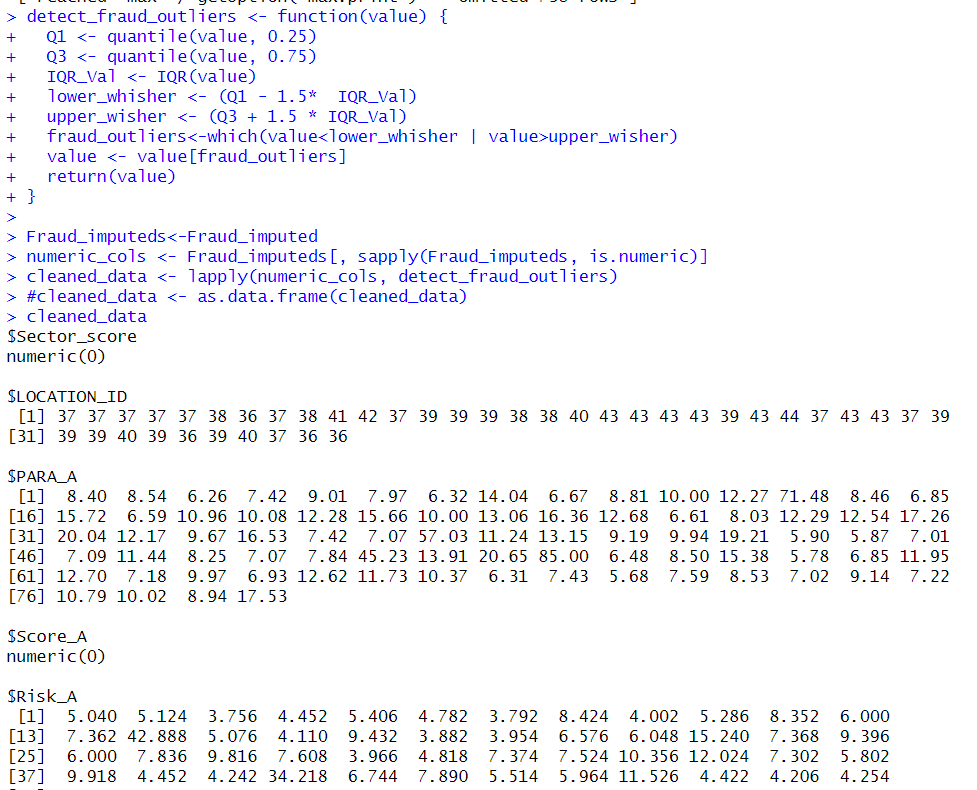 > detect_fraud_outliers <- function(value) {
+   Q1 <- quantile(value, 0.25)
+   Q3 <- quantile(value, 0.75)
+   IQR_Val <- IQR(value)
+   lower_whisher <- (Q1 - 1.5*  IQR_Val)
+   upper_wisher <- (Q3 + 1.5 * IQR_Val)
+   fraud_outliers<-which(value<lower_whisher | value>upper_wisher)
+   value <- value[fraud_outliers]
+   return(value)
+ }
>
> Fraud_imputeds<-Fraud_imputed
> numeric_cols <- Fraud_imputeds[, sapply(Fraud_imputeds, is.numeric)]
> cleaned_data <- lapply(numeric_cols, detect_fraud_outliers)
> #cleaned_data <- as.data.frame(cleaned_data)
> cleaned_data
$Sector_score
numeric(0)

$LOCATION_ID
 [1] 37 37 37 37 37 38 36 37 38 41 42 37 39 39 39 38 38 40 43 43 43 43 39 43 44 37 43 43 37 39
[31] 39 39 40 39 36 39 40 37 36 36

$PARA_A
 [1]  8.40  8.54  6.26  7.42  9.01  7.97  6.32 14.04  6.67  8.81 10.00 12.27 71.48  8.46  6.85
[16] 15.72  6.59 10.96 10.08 12.28 15.66 10.00 13.06 16.36 12.68  6.61  8.03 12.29 12.54 17.26
[31] 20.04 12.17  9.67 16.53  7.42  7.07 57.03 11.24 13.15  9.19  9.94 19.21  5.90  5.87  7.01
[46]  7.09 11.44  8.25  7.07  7.84 45.23 13.91 20.65 85.00  6.48  8.50 15.38  5.78  6.85 11.95
[61] 12.70  7.18  9.97  6.93 12.62 11.73 10.37  6.31  7.43  5.68  7.59  8.53  7.02  9.14  7.22
[76] 10.79 10.02  8.94 17.53

$Score_A
numeric(0)

$Risk_A
 [1]  5.040  5.124  3.756  4.452  5.406  4.782  3.792  8.424  4.002  5.286  8.352  6.000
[13]  7.362 42.888  5.076  4.110  9.432  3.882  3.954  6.576  6.048 15.240  7.368  9.396
[25]  6.000  7.836  9.816  7.608  3.966  4.818  7.374  7.524 10.356 12.024  7.302  5.802
[37]  9.918  4.452  4.242 34.218  6.744  7.890  5.514  5.964 11.526  4.422  4.206  4.254